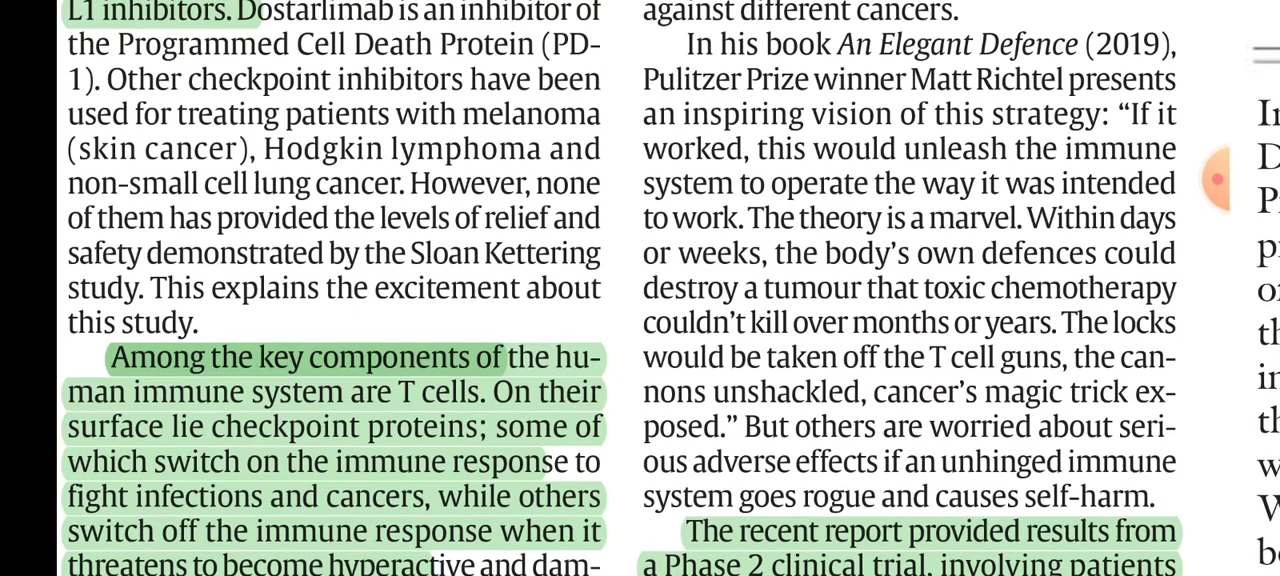 L1 inhibitors. Dostarlimab is an inhibitor of
the Programmed Cell Death Protein (PD-
1). Other checkpoint inhibitors have been
used for treating patients with melanoma
(skin cancer), Hodgkin lymphoma and
non-small cell lung cancer. However, none
of them has provided the levels of relief and
safety demonstrated by the Sloan Kettering
study. This explains the excitement about
this study.
Among the key components of the hu-
man immune system are T cells. On their
surface lie checkpoint proteins; some of
which switch on the immune response to
fight infections and cancers, while others
switch off the immune response when it
threatens to become hyperactive and dam-
against different cancers.
In his book An Elegant Defence (2019),
Pulitzer Prize winner Matt Richtel presents
an inspiring vision of this strategy: “If it
worked, this would unleash the immune
system to operate the way it was intended
to work. The theory is a marvel. Within days
or weeks, the body’s own defences could
destroy a tumour that toxic chemotherapy
couldn’t kill over months or years. The locks
would be taken off the T cell guns, the can-
nons unshackled, cancer’s magic trick ex-
posed.” But others are worried about seri-
ous adverse effects if an unhinged immune
system goes rogue and causes self-harm.
The recent report provided results from
a Phase 2 clinical trial, involving patients